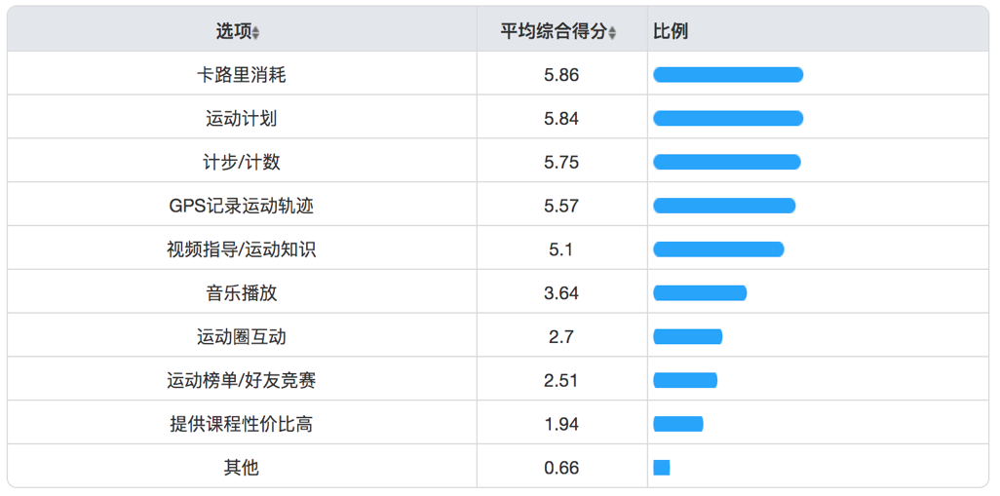 选项 平均综合得分 比例
卡路里消耗 5.86
运动计划 5.84
计步/计数 5.75
GPS记录运动轨迹 5.57
视频指导/运动知识 5.1
音乐播放 3.64
运动圈互动 2.7
运动榜单/好友竞赛 2.51
提供课程性价比高 1.94
其他 0.66